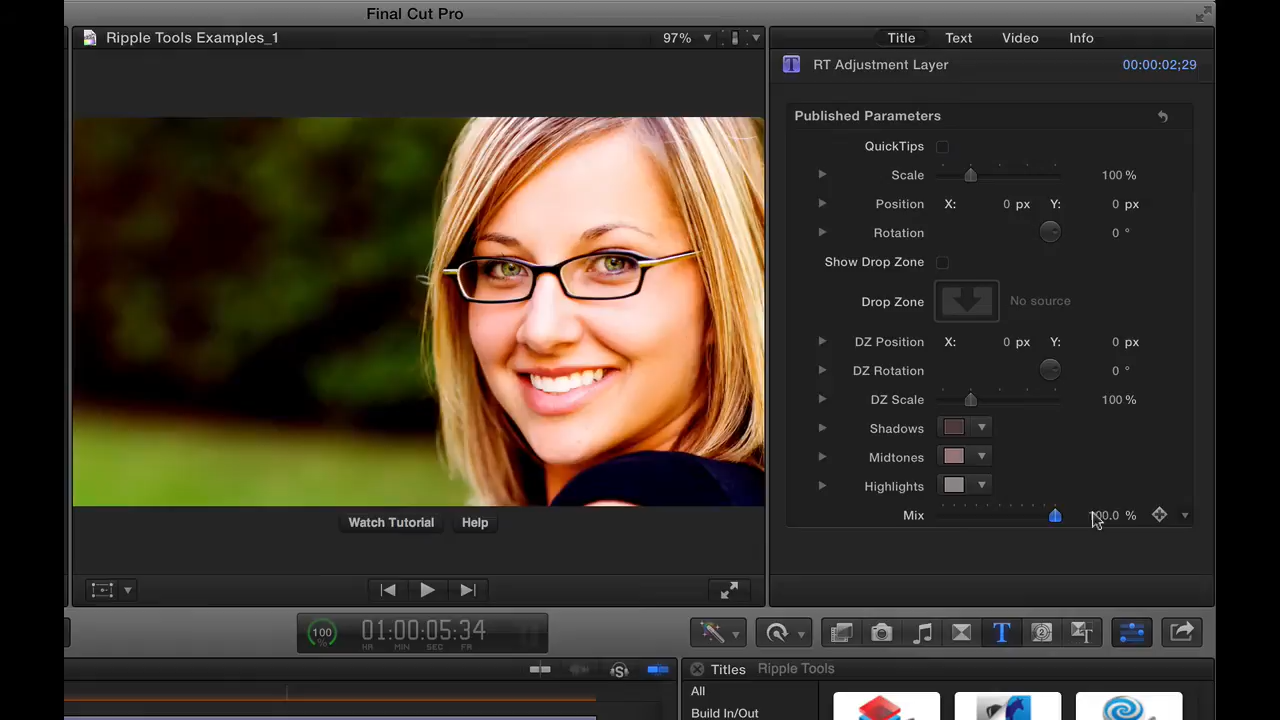 Final Cut Pro
Ripple Tools Examples_1
97%
Title Text Video Info
RT Adjustment Layer
00:00:02;29
Published Parameters
QuickTips
Scale 100 %
Position X: 0 px Y: 0 px
Rotation 0 °
Show Drop Zone
Drop Zone No source
DZ Position X: 0 px Y: 0 px
DZ Rotation 0 °
DZ Scale 100 %
Shadows
Midtones
Highlights
Mix 100.0 %
Watch Tutorial Help
100 01:00:05:34
HR MIN SEC FR
Titles Ripple Tools
All
Build In/Out